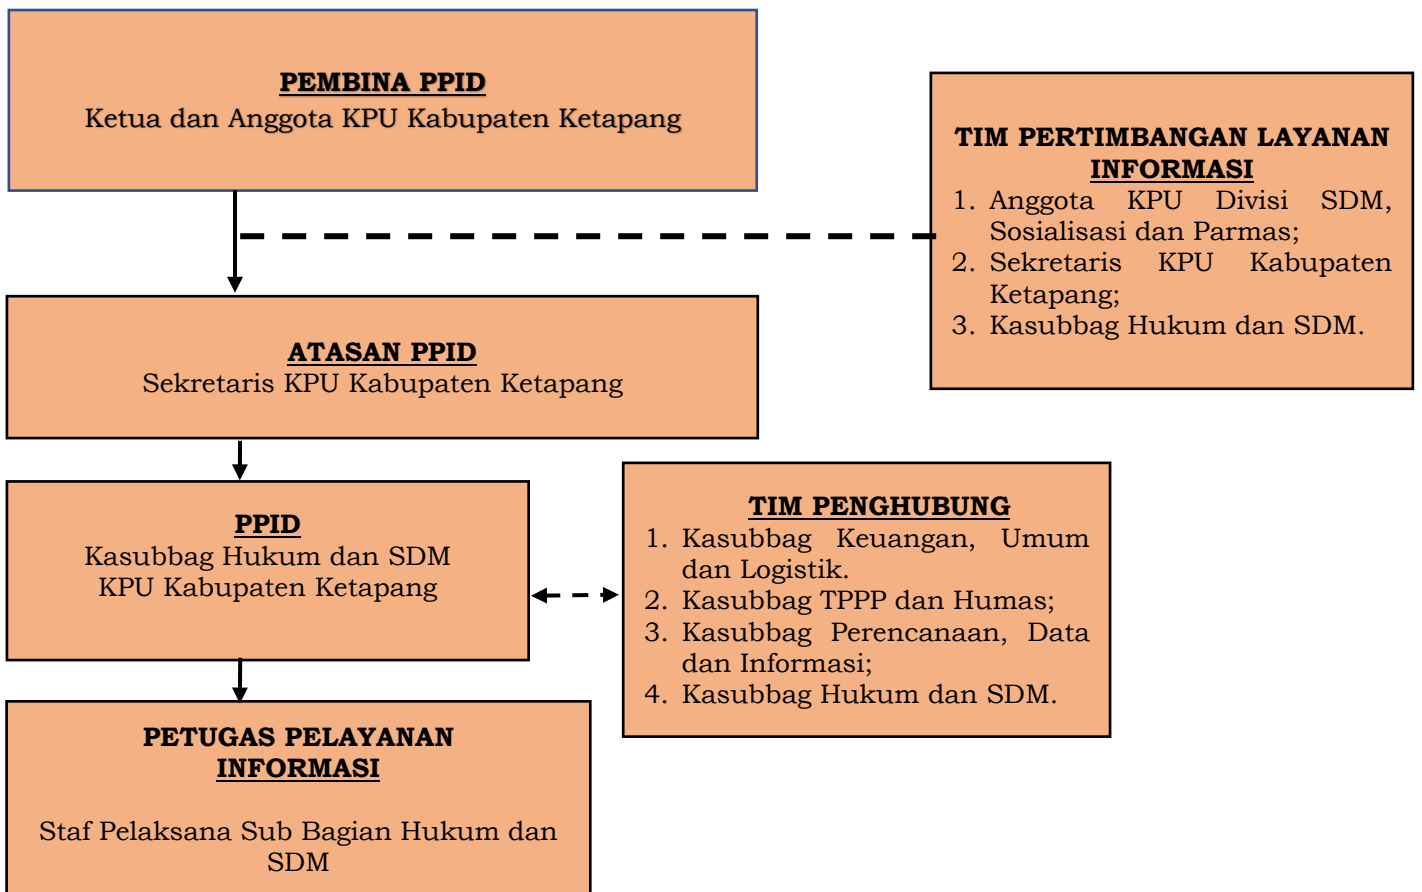 PEMBINA PPID
Ketua dan Anggota KPU Kabupaten Ketapang
TIM PERTIMBANGAN LAYANAN
INFORMASI
1. Anggota KPU Divisi SDM,
Sosialisasi dan Parmas;
2. Sekretaris KPU Kabupaten
Ketapang;
3. Kasubbag Hukum dan SDM.
ATASAN PPID
Sekretaris KPU Kabupaten Ketapang
PPID
Kasubbag Hukum dan SDM
KPU Kabupaten Ketapang
TIM PENGHUBUNG
1. Kasubbag Keuangan, Umum
dan Logistik.
2. Kasubbag TPPP dan Humas;
3. Kasubbag Perencanaan, Data
dan Informasi;
4. Kasubbag Hukum dan SDM.
PETUGAS PELAYANAN
INFORMASI
Staf Pelaksana Sub Bagian Hukum dan
SDM